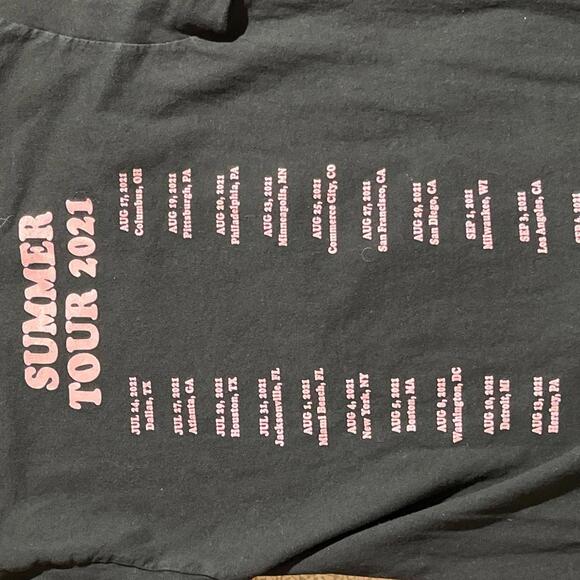 SUMMER
TOUR 2021
JUL 24, 2021
Dallas, TX
JUL 27, 2021
Atlanta, GA
JUL 29, 2021
Houston, TX
JUL 31, 2021
Jacksonville, FL
AUG 1, 2021
Miami Beach, FL
AUG 4, 2021
New York, NY
AUG 7, 2021
Boston, MA
AUG 8, 2021
Washington, DC
AUG 10, 2021
Detroit, MI
AUG 13, 2021
Hershey, PA
AUG 17, 2021
Columbus, OH
AUG 19, 2021
Pittsburgh, PA
AUG 20, 2021
Philadelphia, PA
AUG 23, 2021
Minneapolis, MN
AUG 25, 2021
Commerce City, CO
AUG 27, 2021
San Francisco, CA
AUG 29, 2021
San Diego, CA
SEP 1, 2021
Milwaukee, WI
SEP 3, 2021
Los Angeles, CA